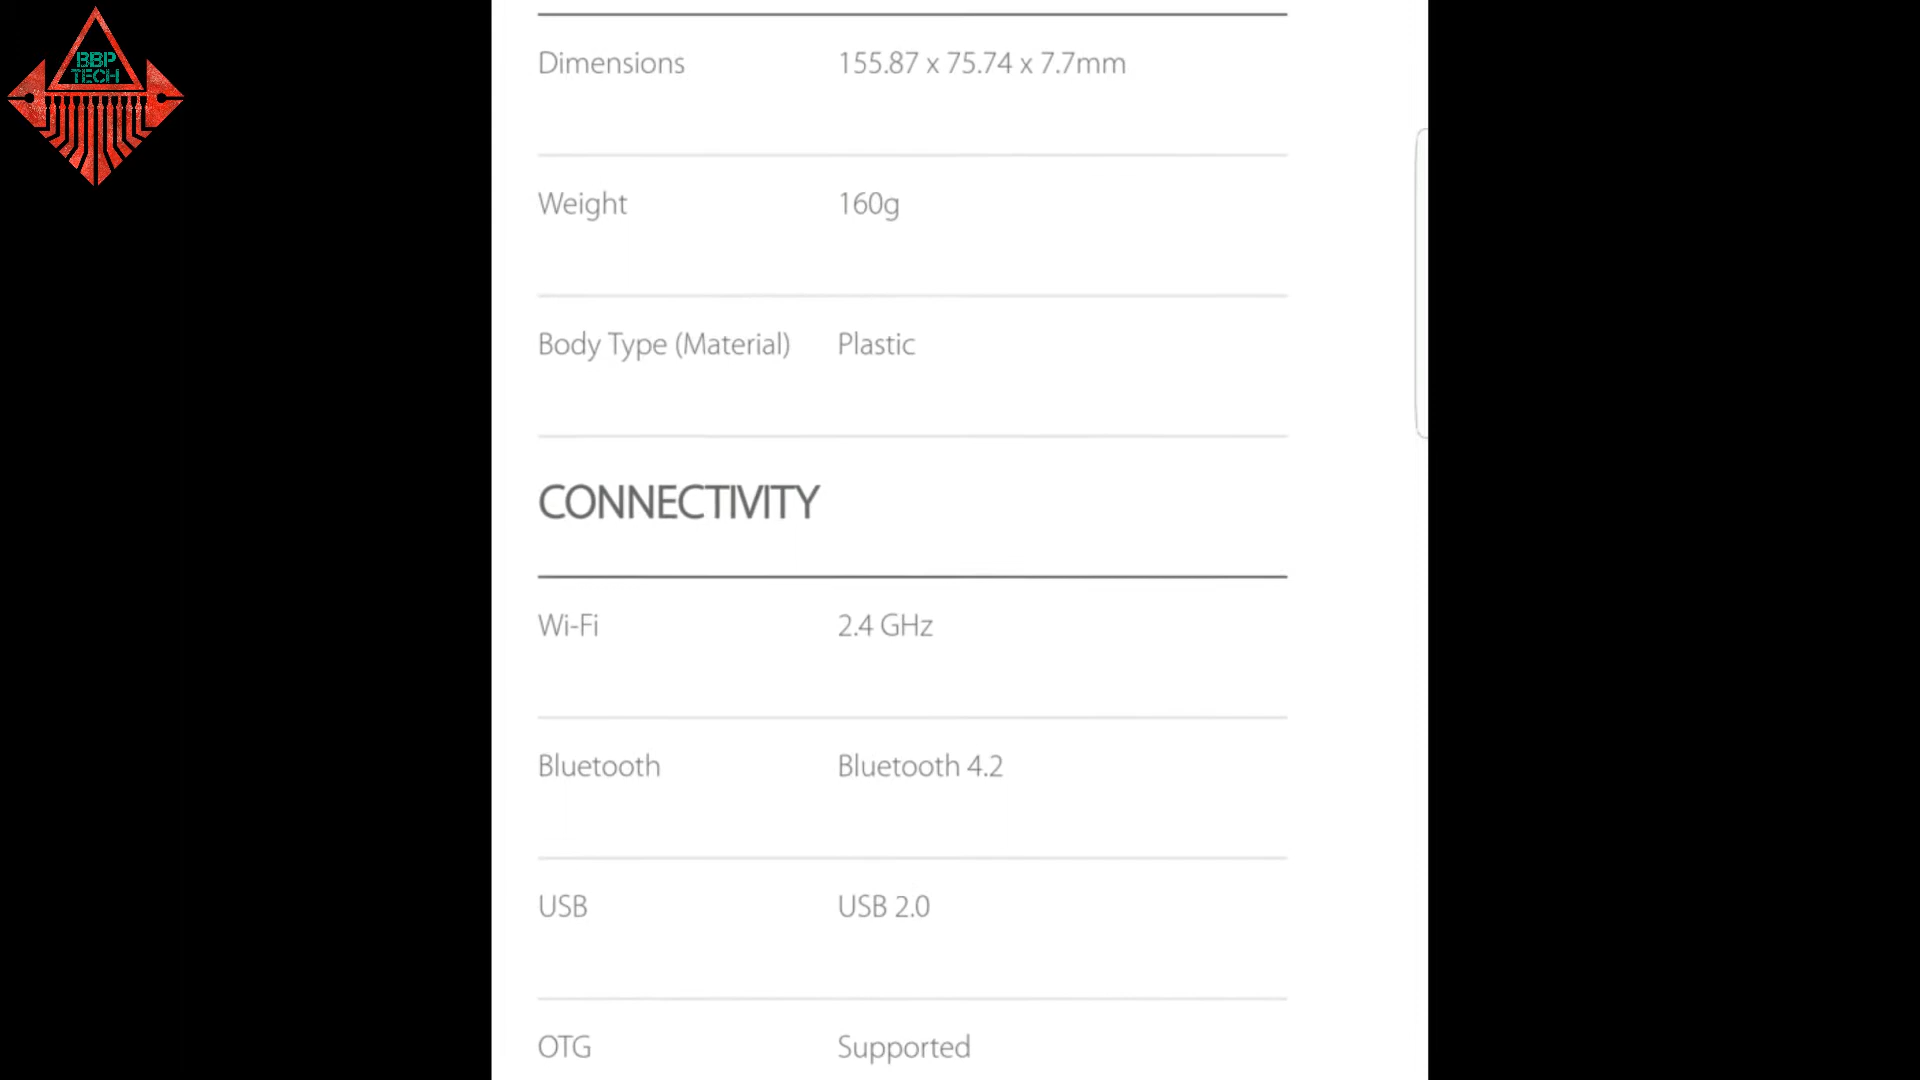 BBP
TECH
Dimensions 155.87 x 75.74 x 7.7mm
Weight 160g
Body Type (Material) Plastic
CONNECTIVITY
Wi-Fi 2.4 GHz
Bluetooth Bluetooth 4.2
USB USB 2.0
OTG Supported